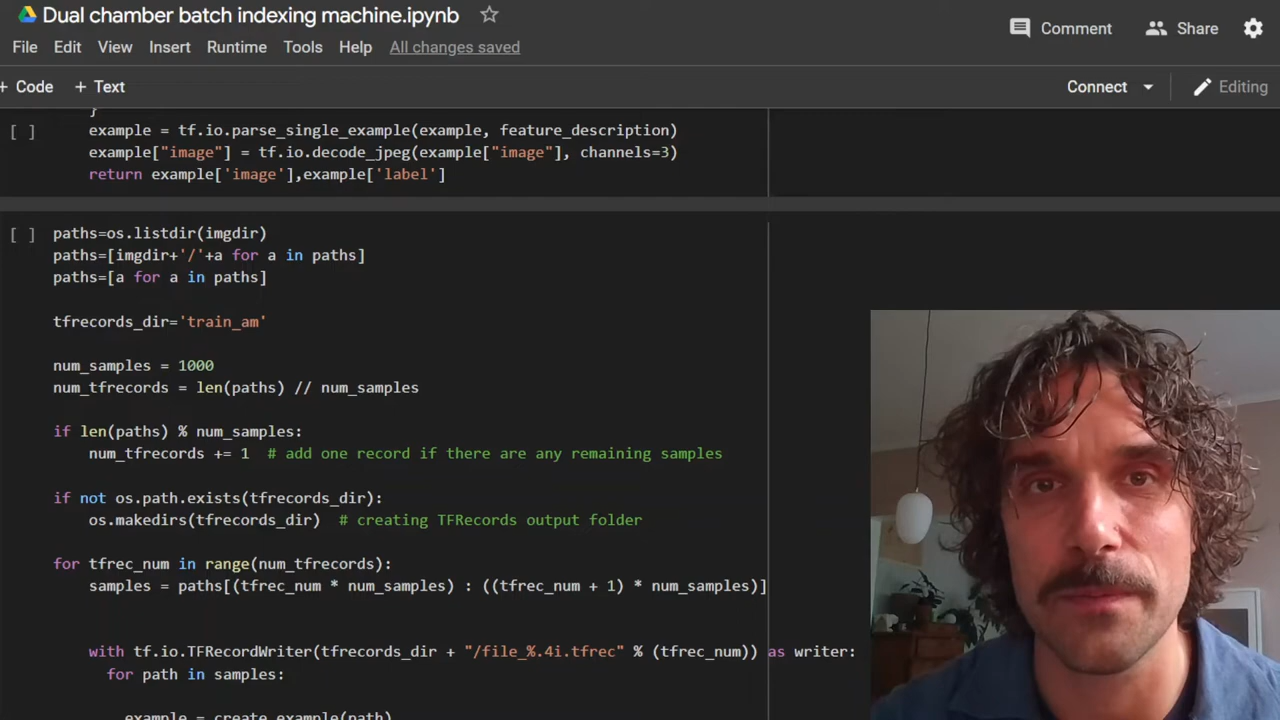 Dual chamber batch indexing machine.ipynb
Comment
Share
File Edit View Insert Runtime Tools Help All changes saved
+ Code + Text
Connect
Editing
}
[ ]
example = tf.io.parse_single_example(example, feature_description)
example["image"] = tf.io.decode_jpeg(example["image"], channels=3)
return example['image'],example['label']
[ ]
paths=os.listdir(imgdir)
paths=[imgdir+'/'+a for a in paths]
paths=[a for a in paths]
tfrecords_dir='train_am'
num_samples = 1000
num_tfrecords = len(paths) // num_samples
if len(paths) % num_samples:
num_tfrecords += 1  # add one record if there are any remaining samples
if not os.path.exists(tfrecords_dir):
os.makedirs(tfrecords_dir)  # creating TFRecords output folder
for tfrec_num in range(num_tfrecords):
samples = paths[(tfrec_num * num_samples) : ((tfrec_num + 1) * num_samples)]
with tf.io.TFRecordWriter(tfrecords_dir + "/file_%.4i.tfrec" % (tfrec_num)) as writer:
for path in samples:
example = create_example(path)